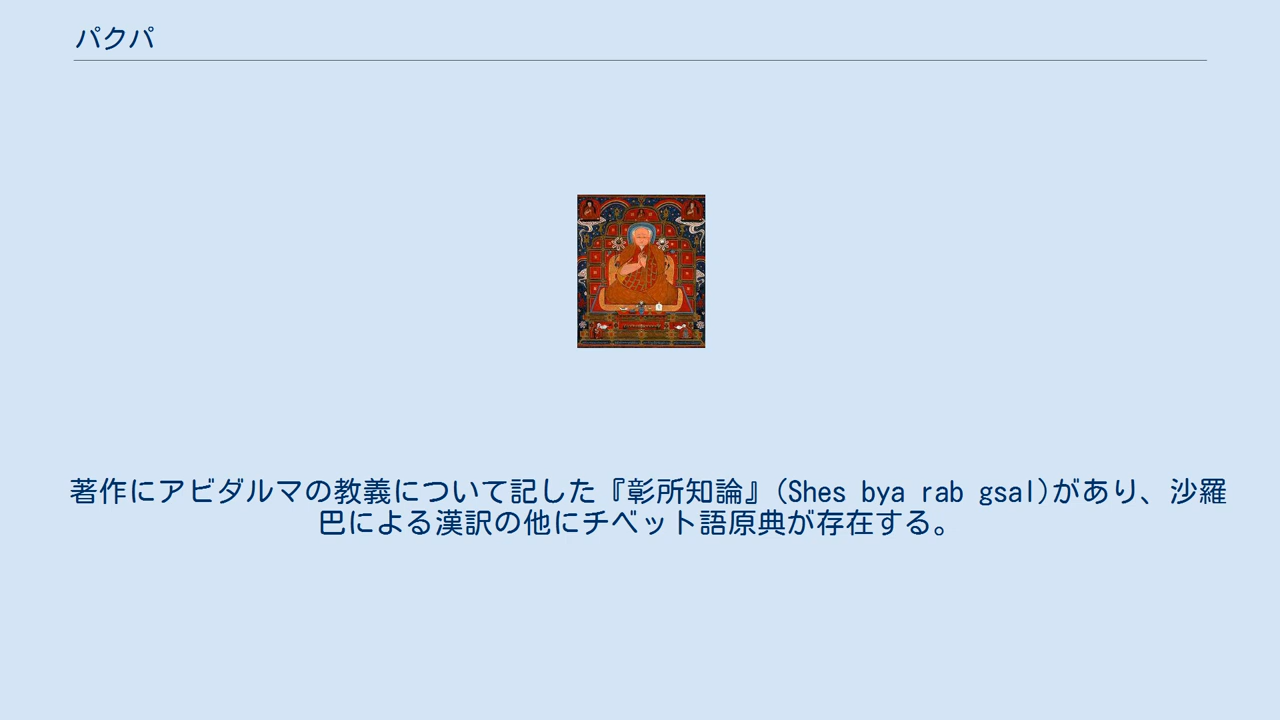 パクパ
著作にアビダルマの教義について記した『彰所知論』(Shes bya rab gsal)があり、沙羅
巴による漢訳の他にチベット語原典が存在する。